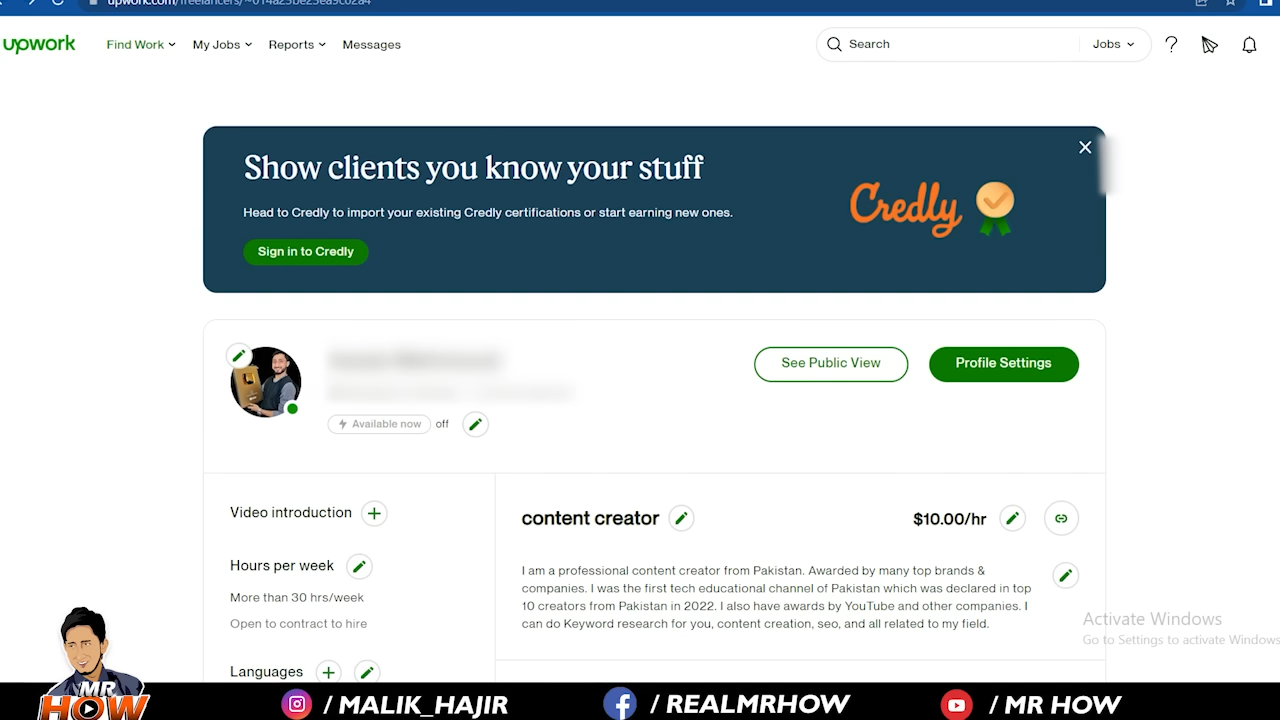 upwork.com/freelancers/~014a25be25ea9c02a4
upwork
Find Work
My Jobs
Reports
Messages
Search
Jobs
Show clients you know your stuff
Head to Credly to import your existing Credly certifications or start earning new ones.
Sign in to Credly
Credly
See Public View
Profile Settings
Available now
off
Video introduction
content creator
$10.00/hr
Hours per week
More than 30 hrs/week
Open to contract to hire
I am a professional content creator from Pakistan. Awarded by many top brands &
companies. I was the first tech educational channel of Pakistan which was declared in top
10 creators from Pakistan in 2022. I also have awards by YouTube and other companies. I
can do Keyword research for you, content creation, seo, and all related to my field.
Languages
Activate Windows
Go to Settings to activate Windows
MR
HOW
/ MALIK_HAJIR
/ REALMRHOW
/ MR HOW